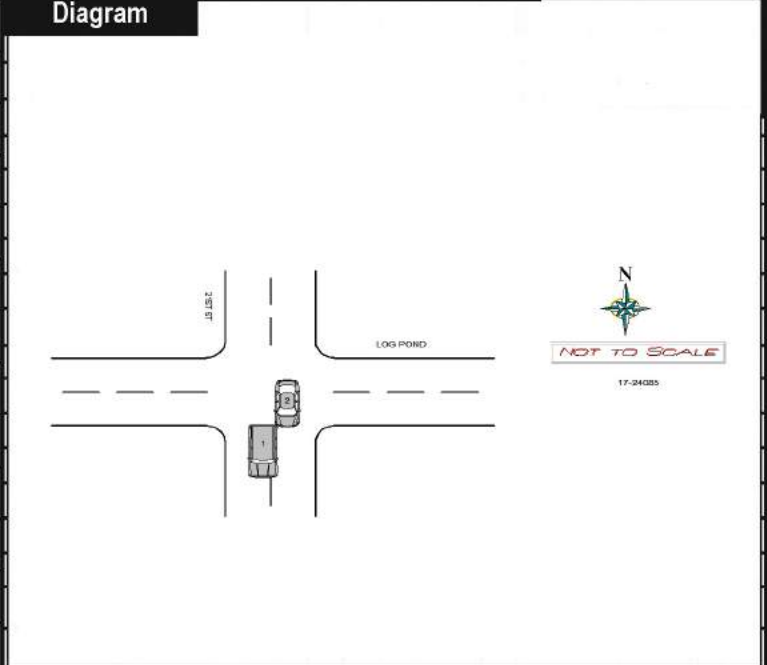 Diagram
N
21ST ST
LOG POND
NOT TO SCALE
17-24085
2
1